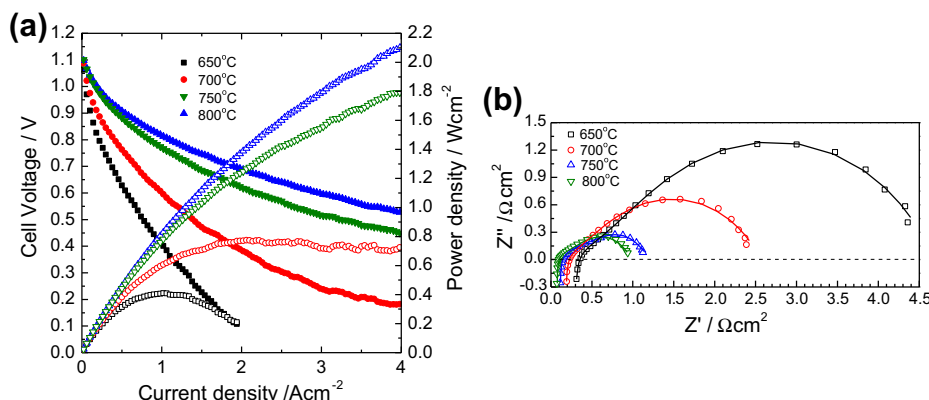 (a)
Cell Voltage / V
1.2
1.1
1.0
0.9
0.8
0.7
0.6
0.5
0.4
0.3
0.2
0.1
0.0
650°C
700°C
750°C
800°C
2.2
2.0
1.8
1.6
1.4
1.2
1.0
0.8
0.6
0.4
0.2
0.0
Power density / Wcm⁻²
0 1 2 3 4
Current density /Acm⁻²
(b)
Z'' / Ωcm²
1.5
1.2
0.9
0.6
0.3
0.0
-0.3
650°C
700°C
750°C
800°C
0.0 0.5 1.0 1.5 2.0 2.5 3.0 3.5 4.0 4.5
Z' / Ωcm²